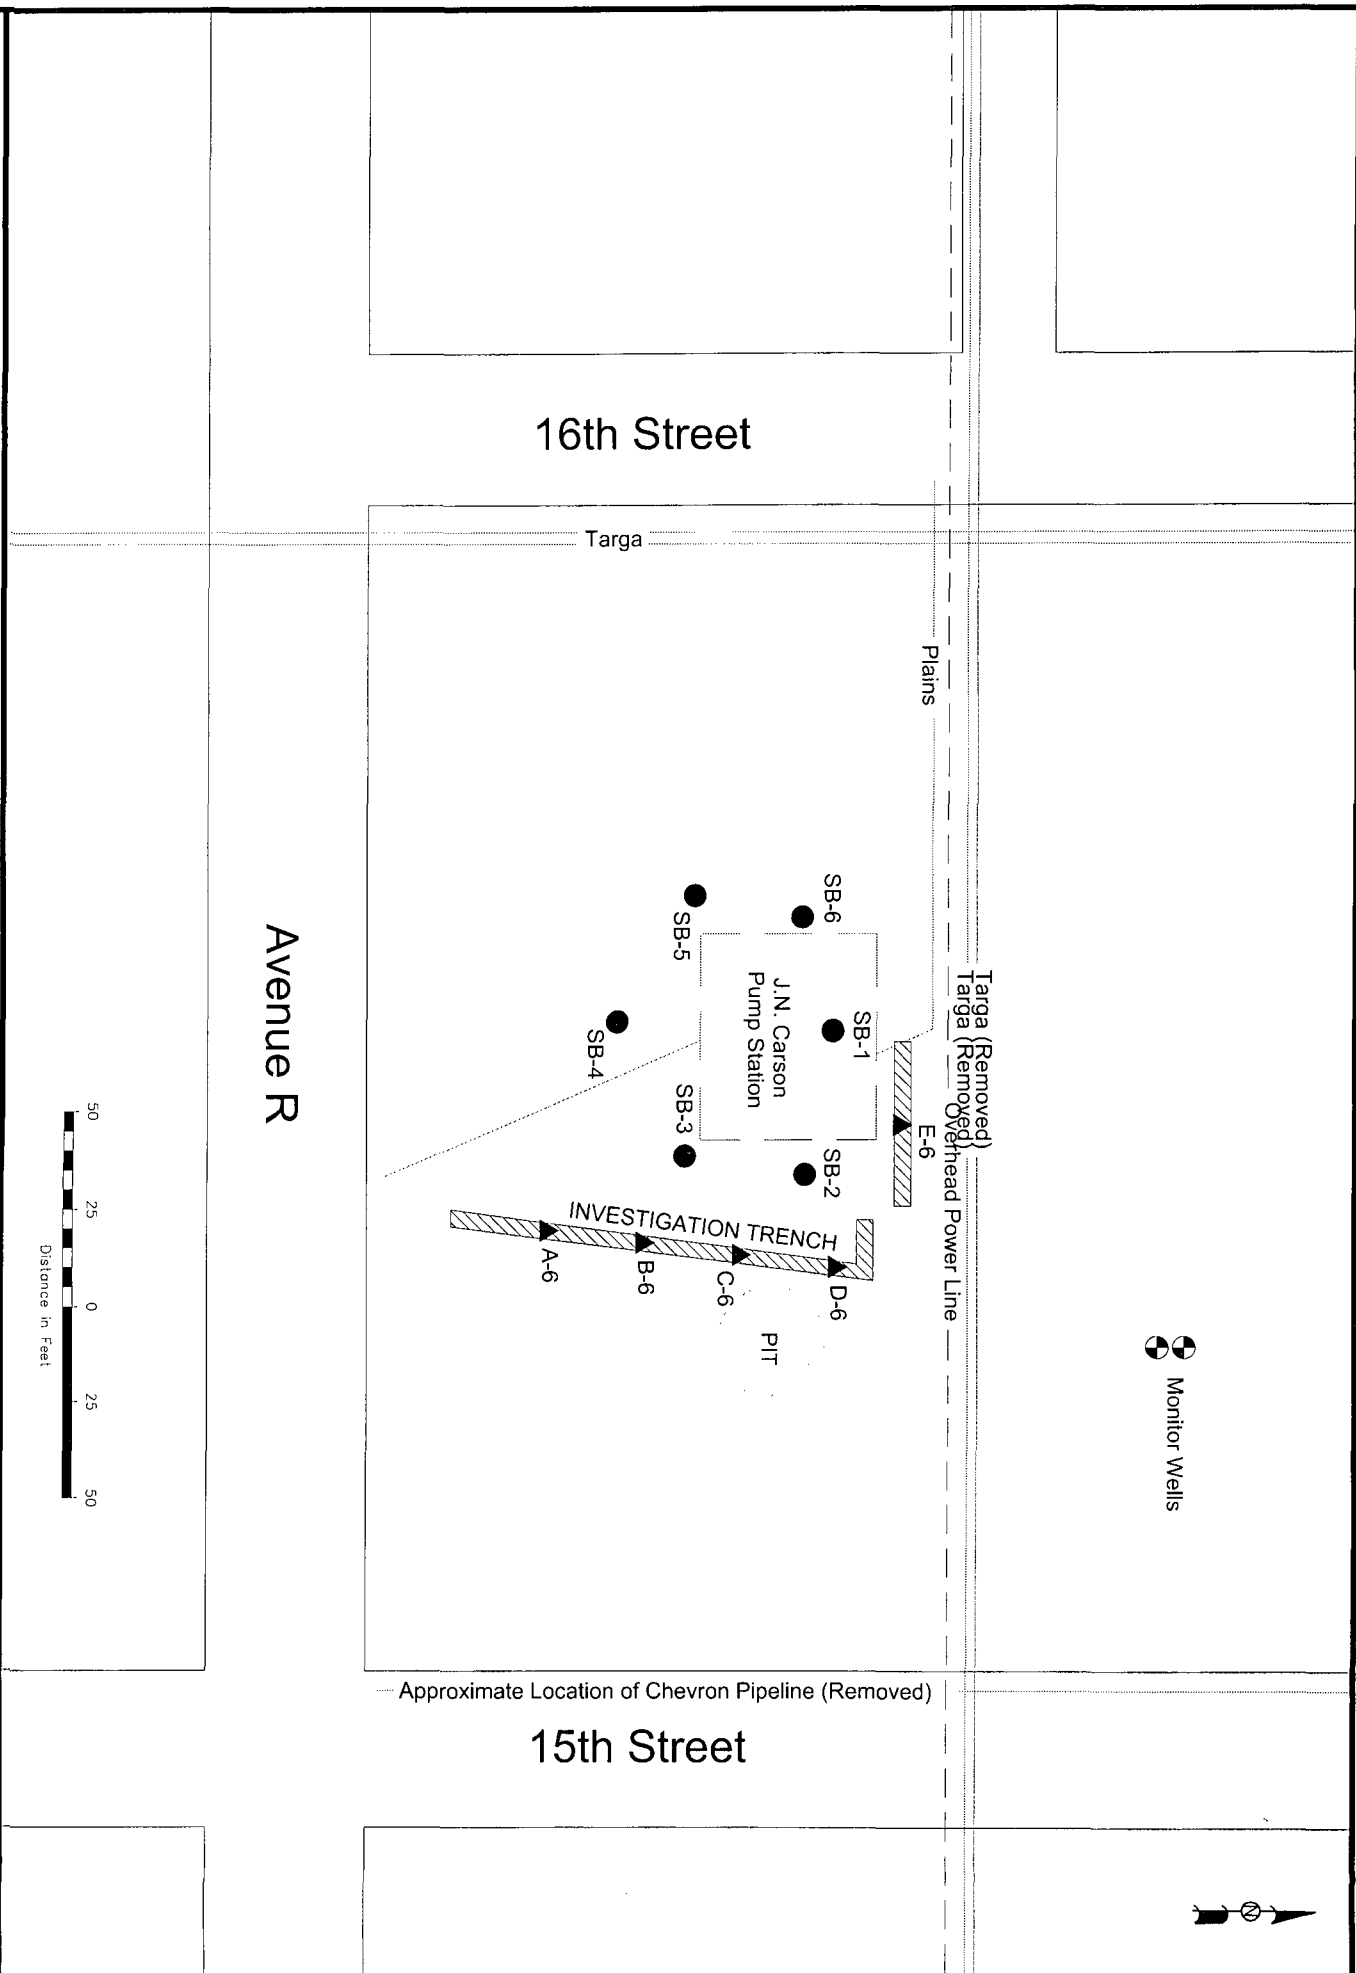 16th Street
Targa
Plains
SB-6
SB-5
J.N. Carson
Pump Station
SB-1
SB-4
SB-3
SB-2
Targa (Removed)
Targa (Removed)
Overhead Power Line
E-6
INVESTIGATION TRENCH
A-6
B-6
C-6
D-6
PIT
Monitor Wells
Avenue R
50
25
0
25
50
Distance in Feet
Approximate Location of Chevron Pipeline (Removed)
15th Street
N